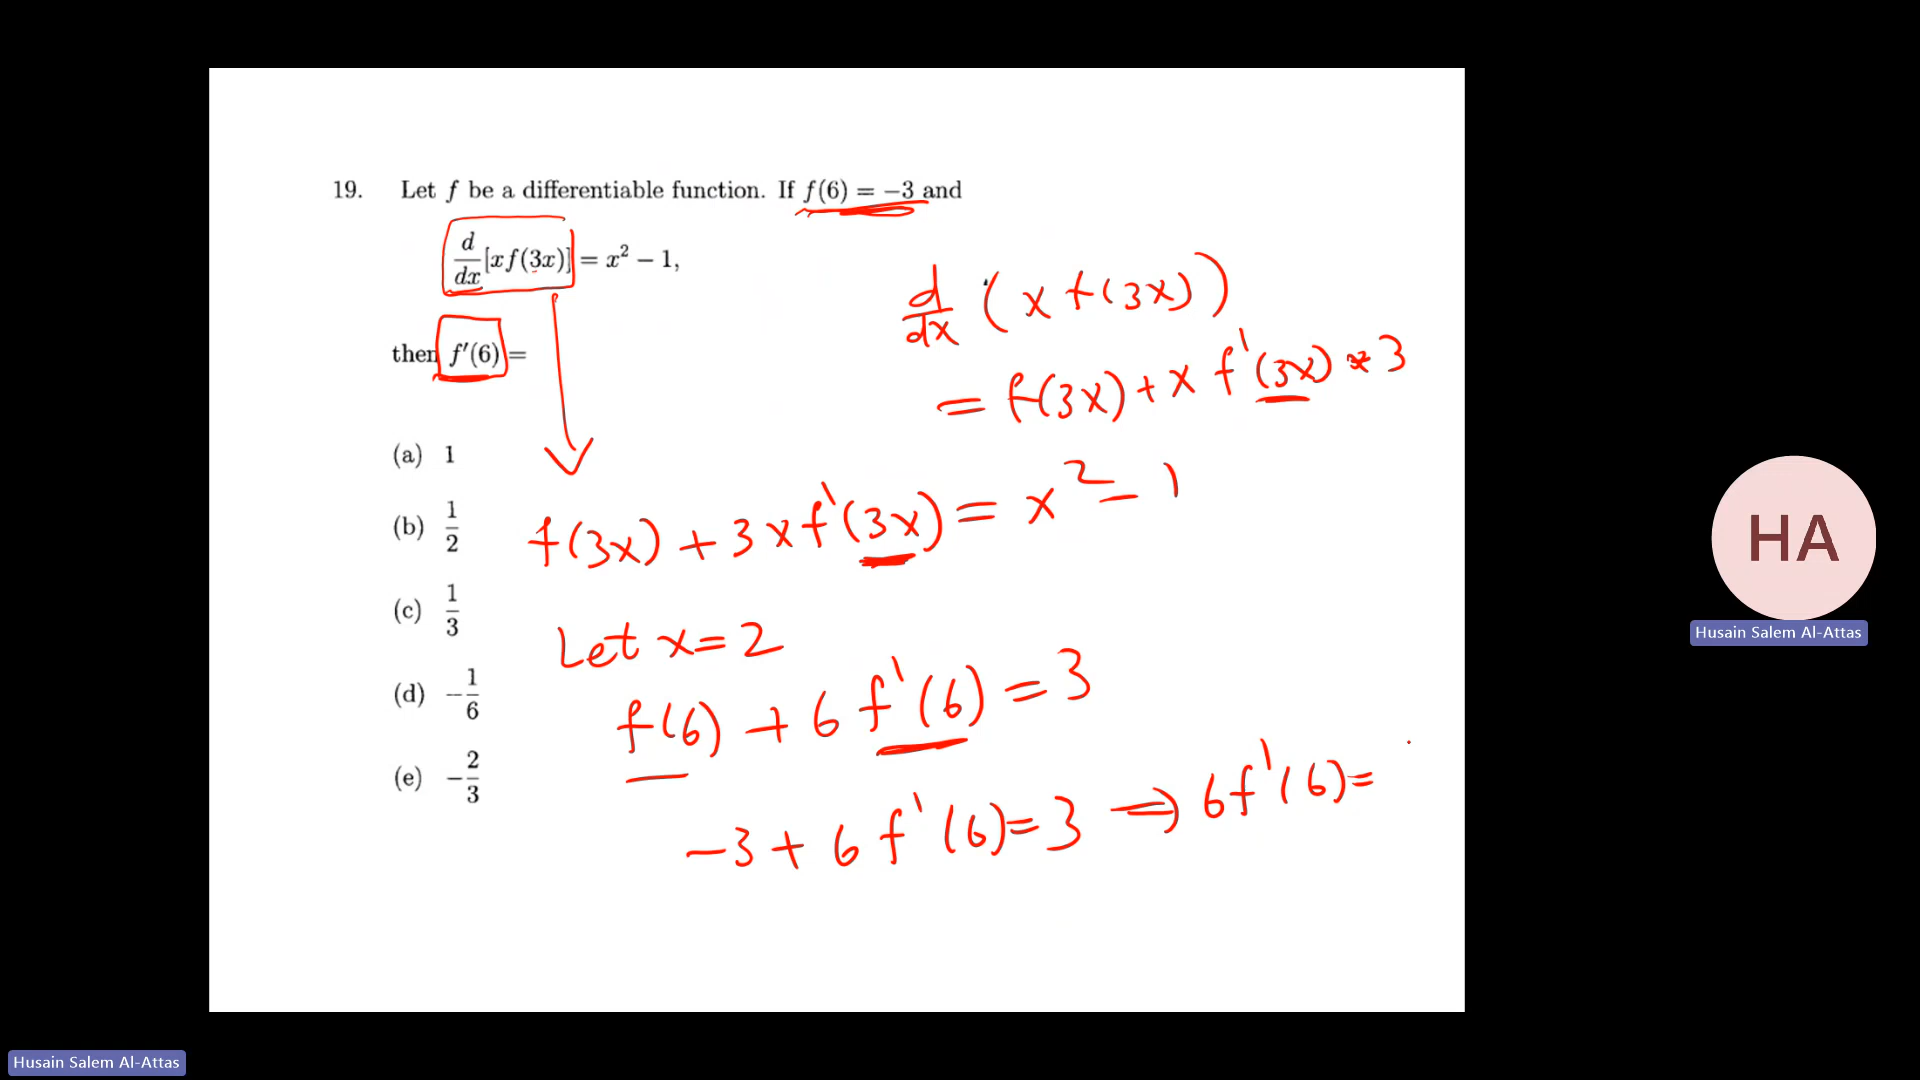 19. Let f be a differentiable function. If f(6) = −3 and
d/dx [xf(3x)] = x² − 1,
then f′(6) =
(a) 1
(b) 1/2
(c) 1/3
(d) −1/6
(e) −2/3
d/dx (x f(3x))
= f(3x) + x f'(3x) * 3
f(3x) + 3x f'(3x) = x² − 1
Let x = 2
f(6) + 6 f'(6) = 3
−3 + 6 f'(6) = 3 ⇒ 6 f'(6) =
HA
Husain Salem Al-Attas
Husain Salem Al-Attas